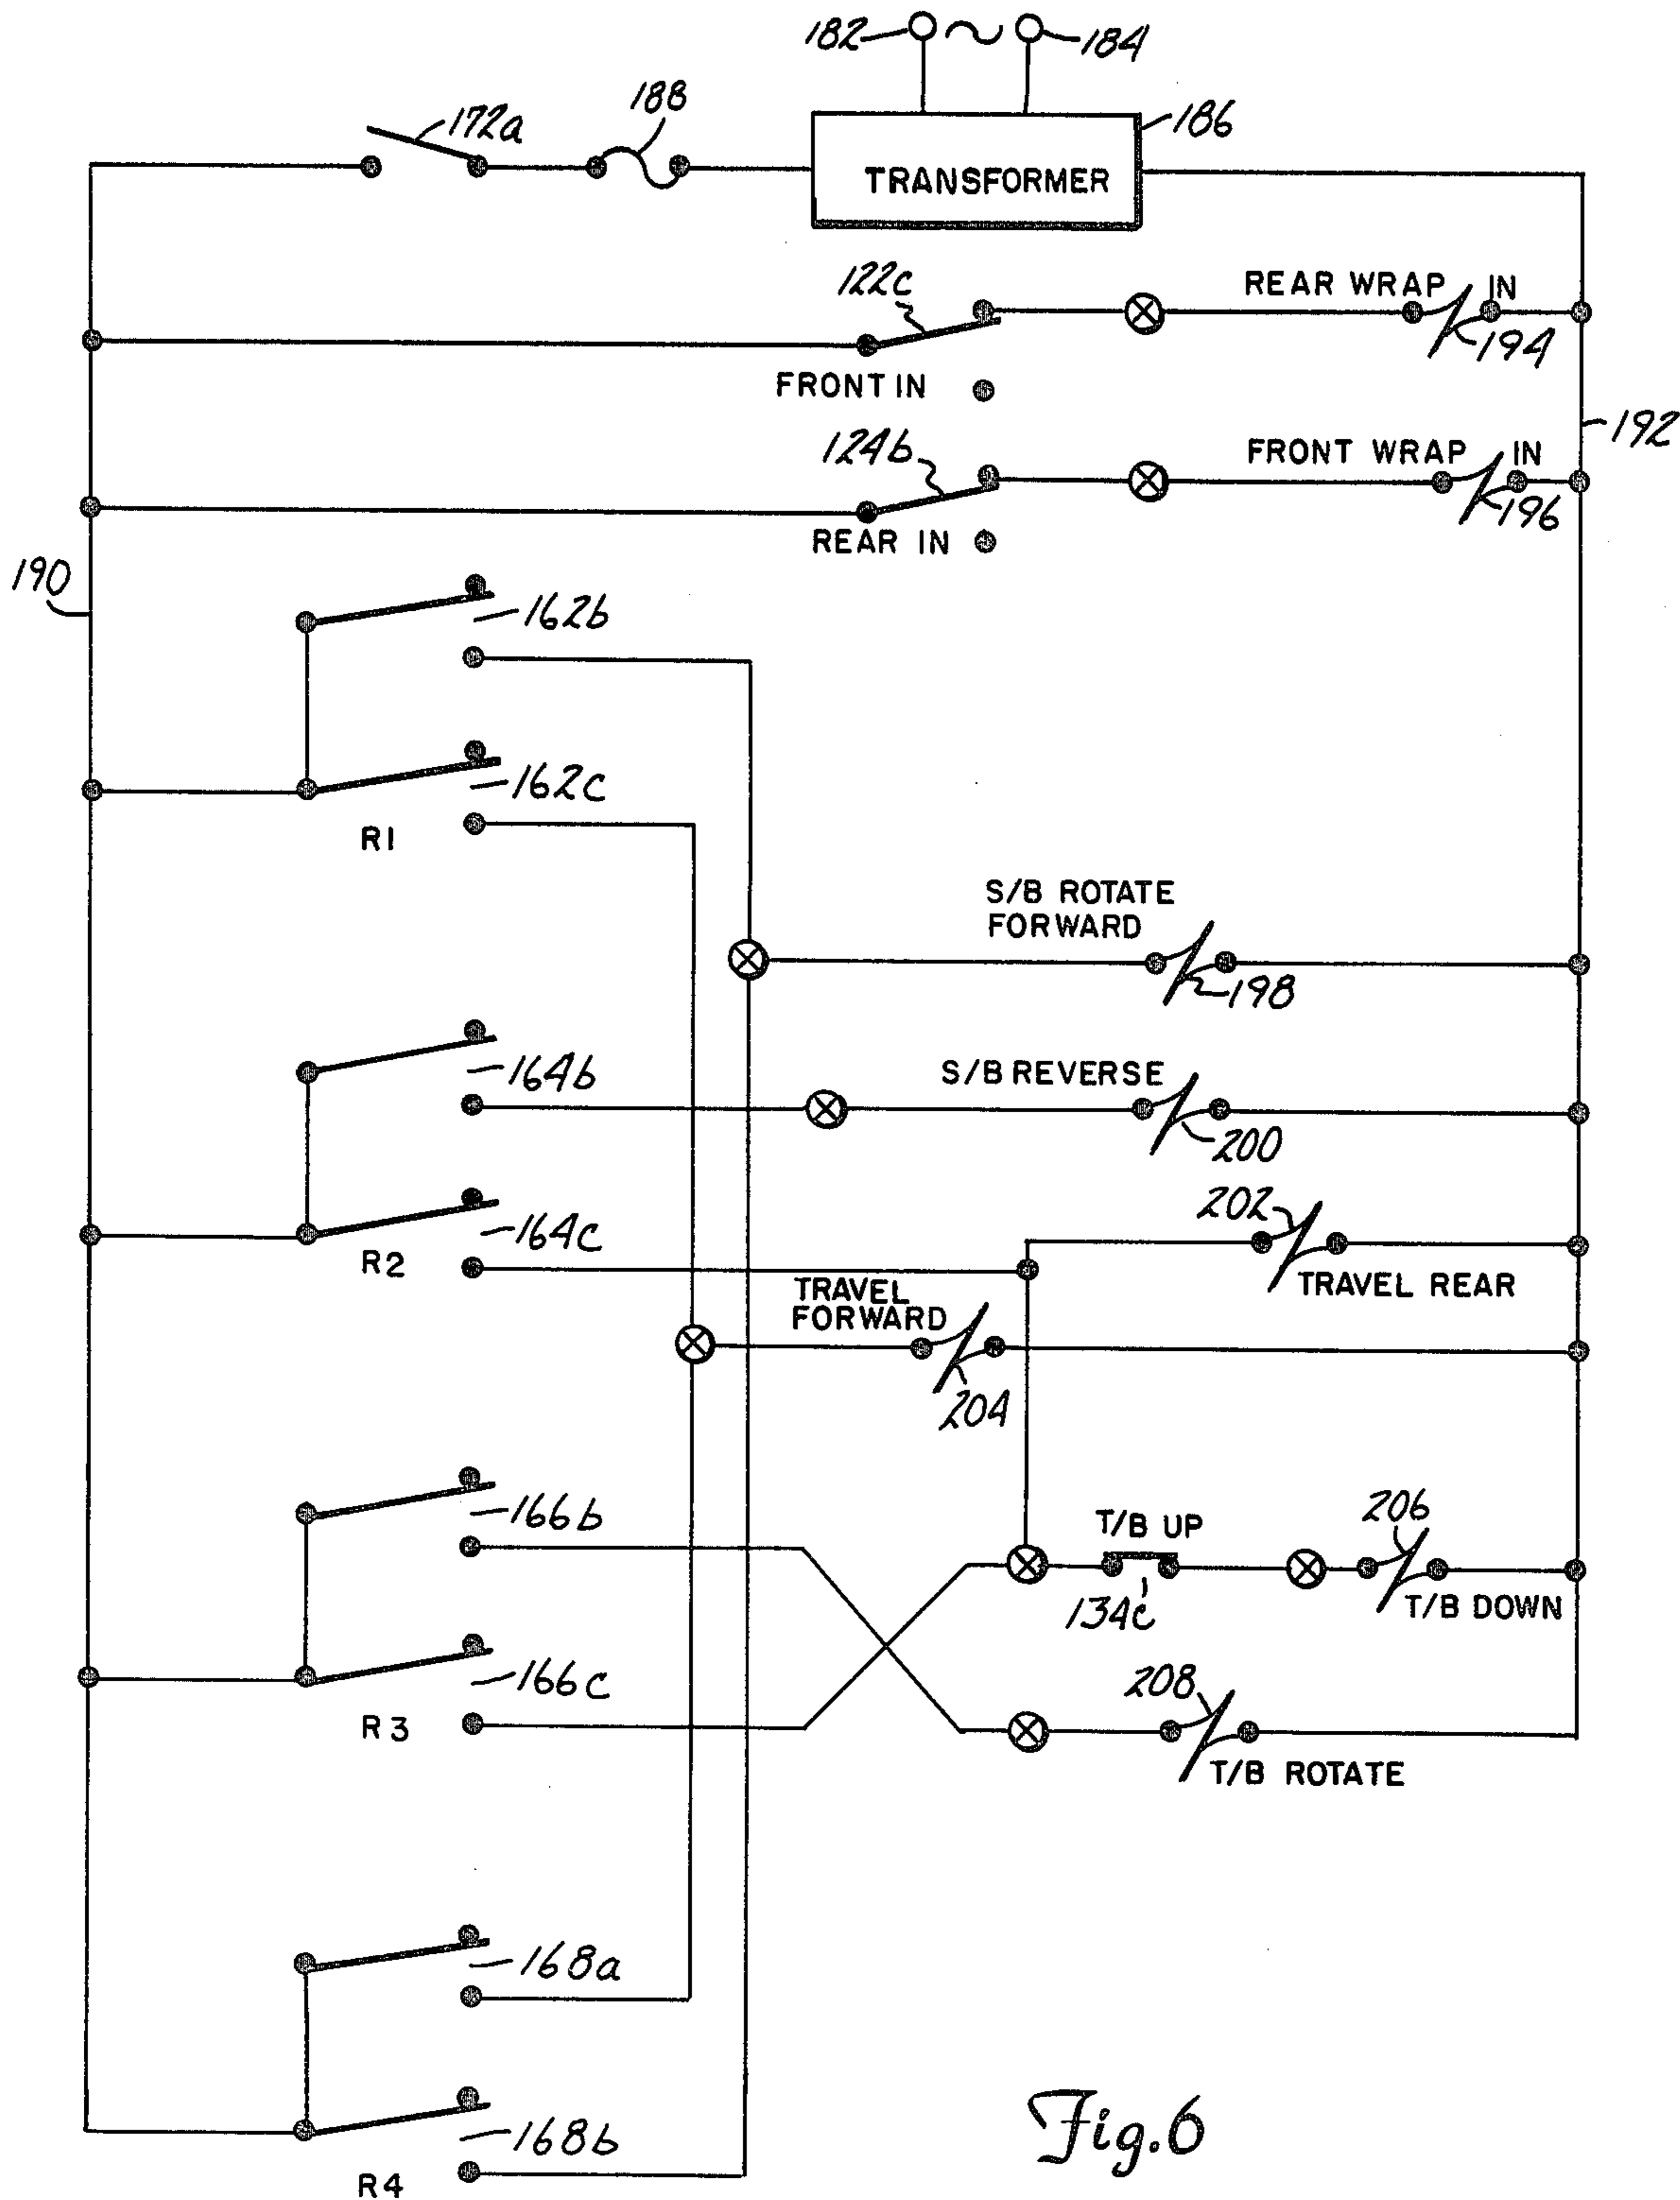 182
184
188
172a
186
TRANSFORMER
122c
REAR WRAP IN
194
FRONT IN
192
124b
FRONT WRAP IN
196
REAR IN
190
162b
162c
R1
S/B ROTATE
FORWARD
198
164b
S/B REVERSE
200
202
164c
R2
TRAVEL REAR
TRAVEL
FORWARD
204
166b
T/B UP
206
134c
T/B DOWN
166c
208
R3
T/B ROTATE
168a
168b
R4
Fig.6